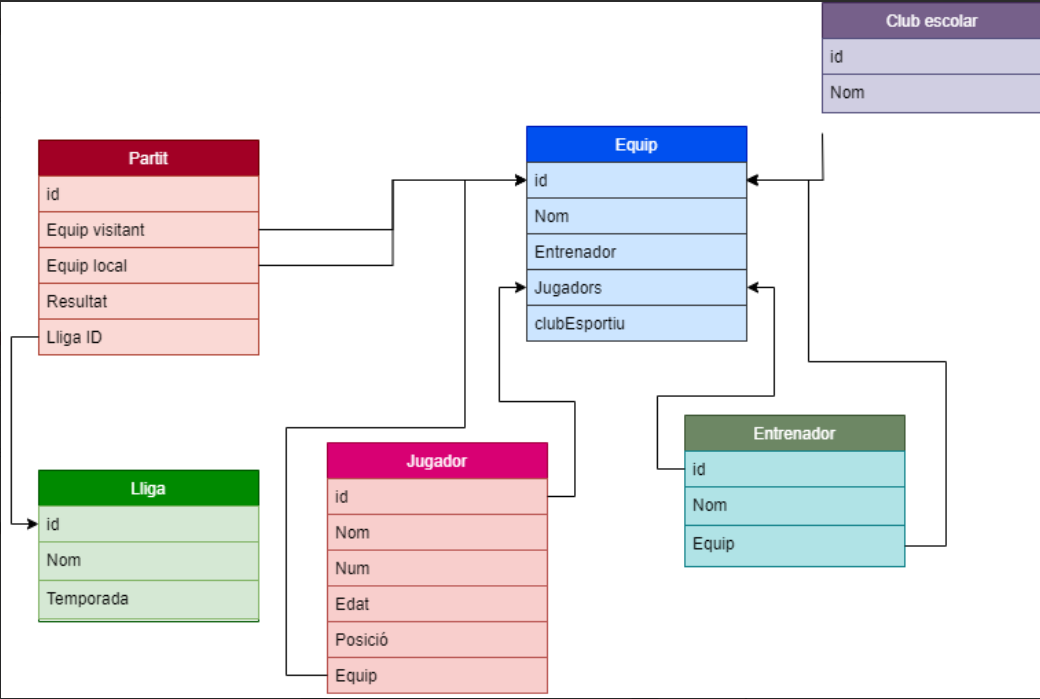 Club escolar
id
Nom
Equip
id
Nom
Entrenador
Jugadors
clubEsportiu
Partit
id
Equip visitant
Equip local
Resultat
Lliga ID
Entrenador
id
Nom
Equip
Jugador
id
Nom
Num
Edat
Posició
Equip
Lliga
id
Nom
Temporada